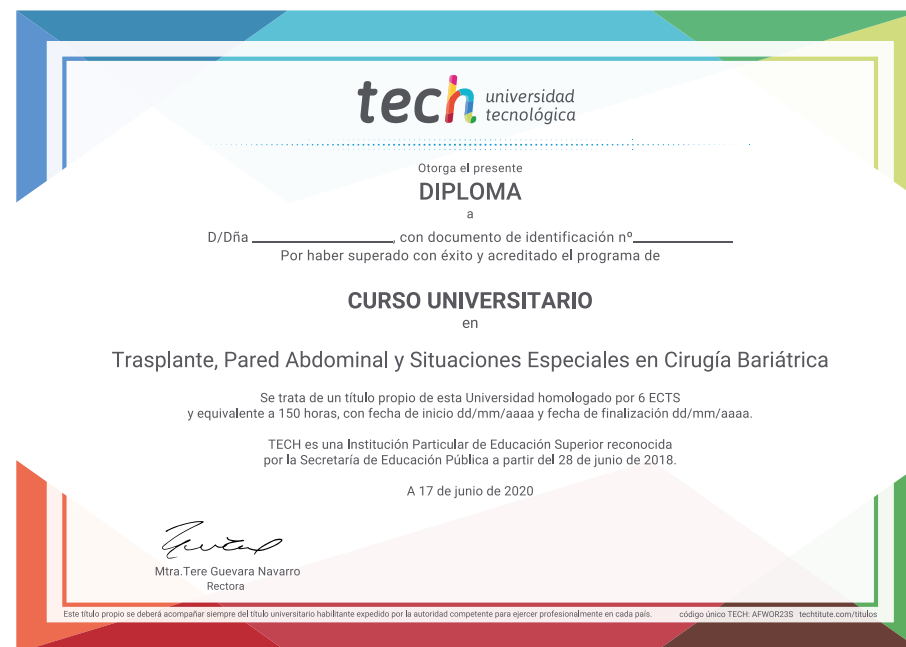 tech universidad
tecnológica
Otorga el presente
DIPLOMA
a
D/Dña ____________________, con documento de identificación nº______________
Por haber superado con éxito y acreditado el programa de
CURSO UNIVERSITARIO
en
Trasplante, Pared Abdominal y Situaciones Especiales en Cirugía Bariátrica
Se trata de un título propio de esta Universidad homologado por 6 ECTS
y equivalente a 150 horas, con fecha de inicio dd/mm/aaaa y fecha de finalización dd/mm/aaaa.
TECH es una Institución Particular de Educación Superior reconocida
por la Secretaría de Educación Pública a partir del 28 de junio de 2018.
A 17 de junio de 2020
Mtra.Tere Guevara Navarro
Rectora
Este título propio se deberá acompañar siempre del título universitario habilitante expedido por la autoridad competente para ejercer profesionalmente en cada país. código único TECH: AFWOR23S techtitute.com/titulos